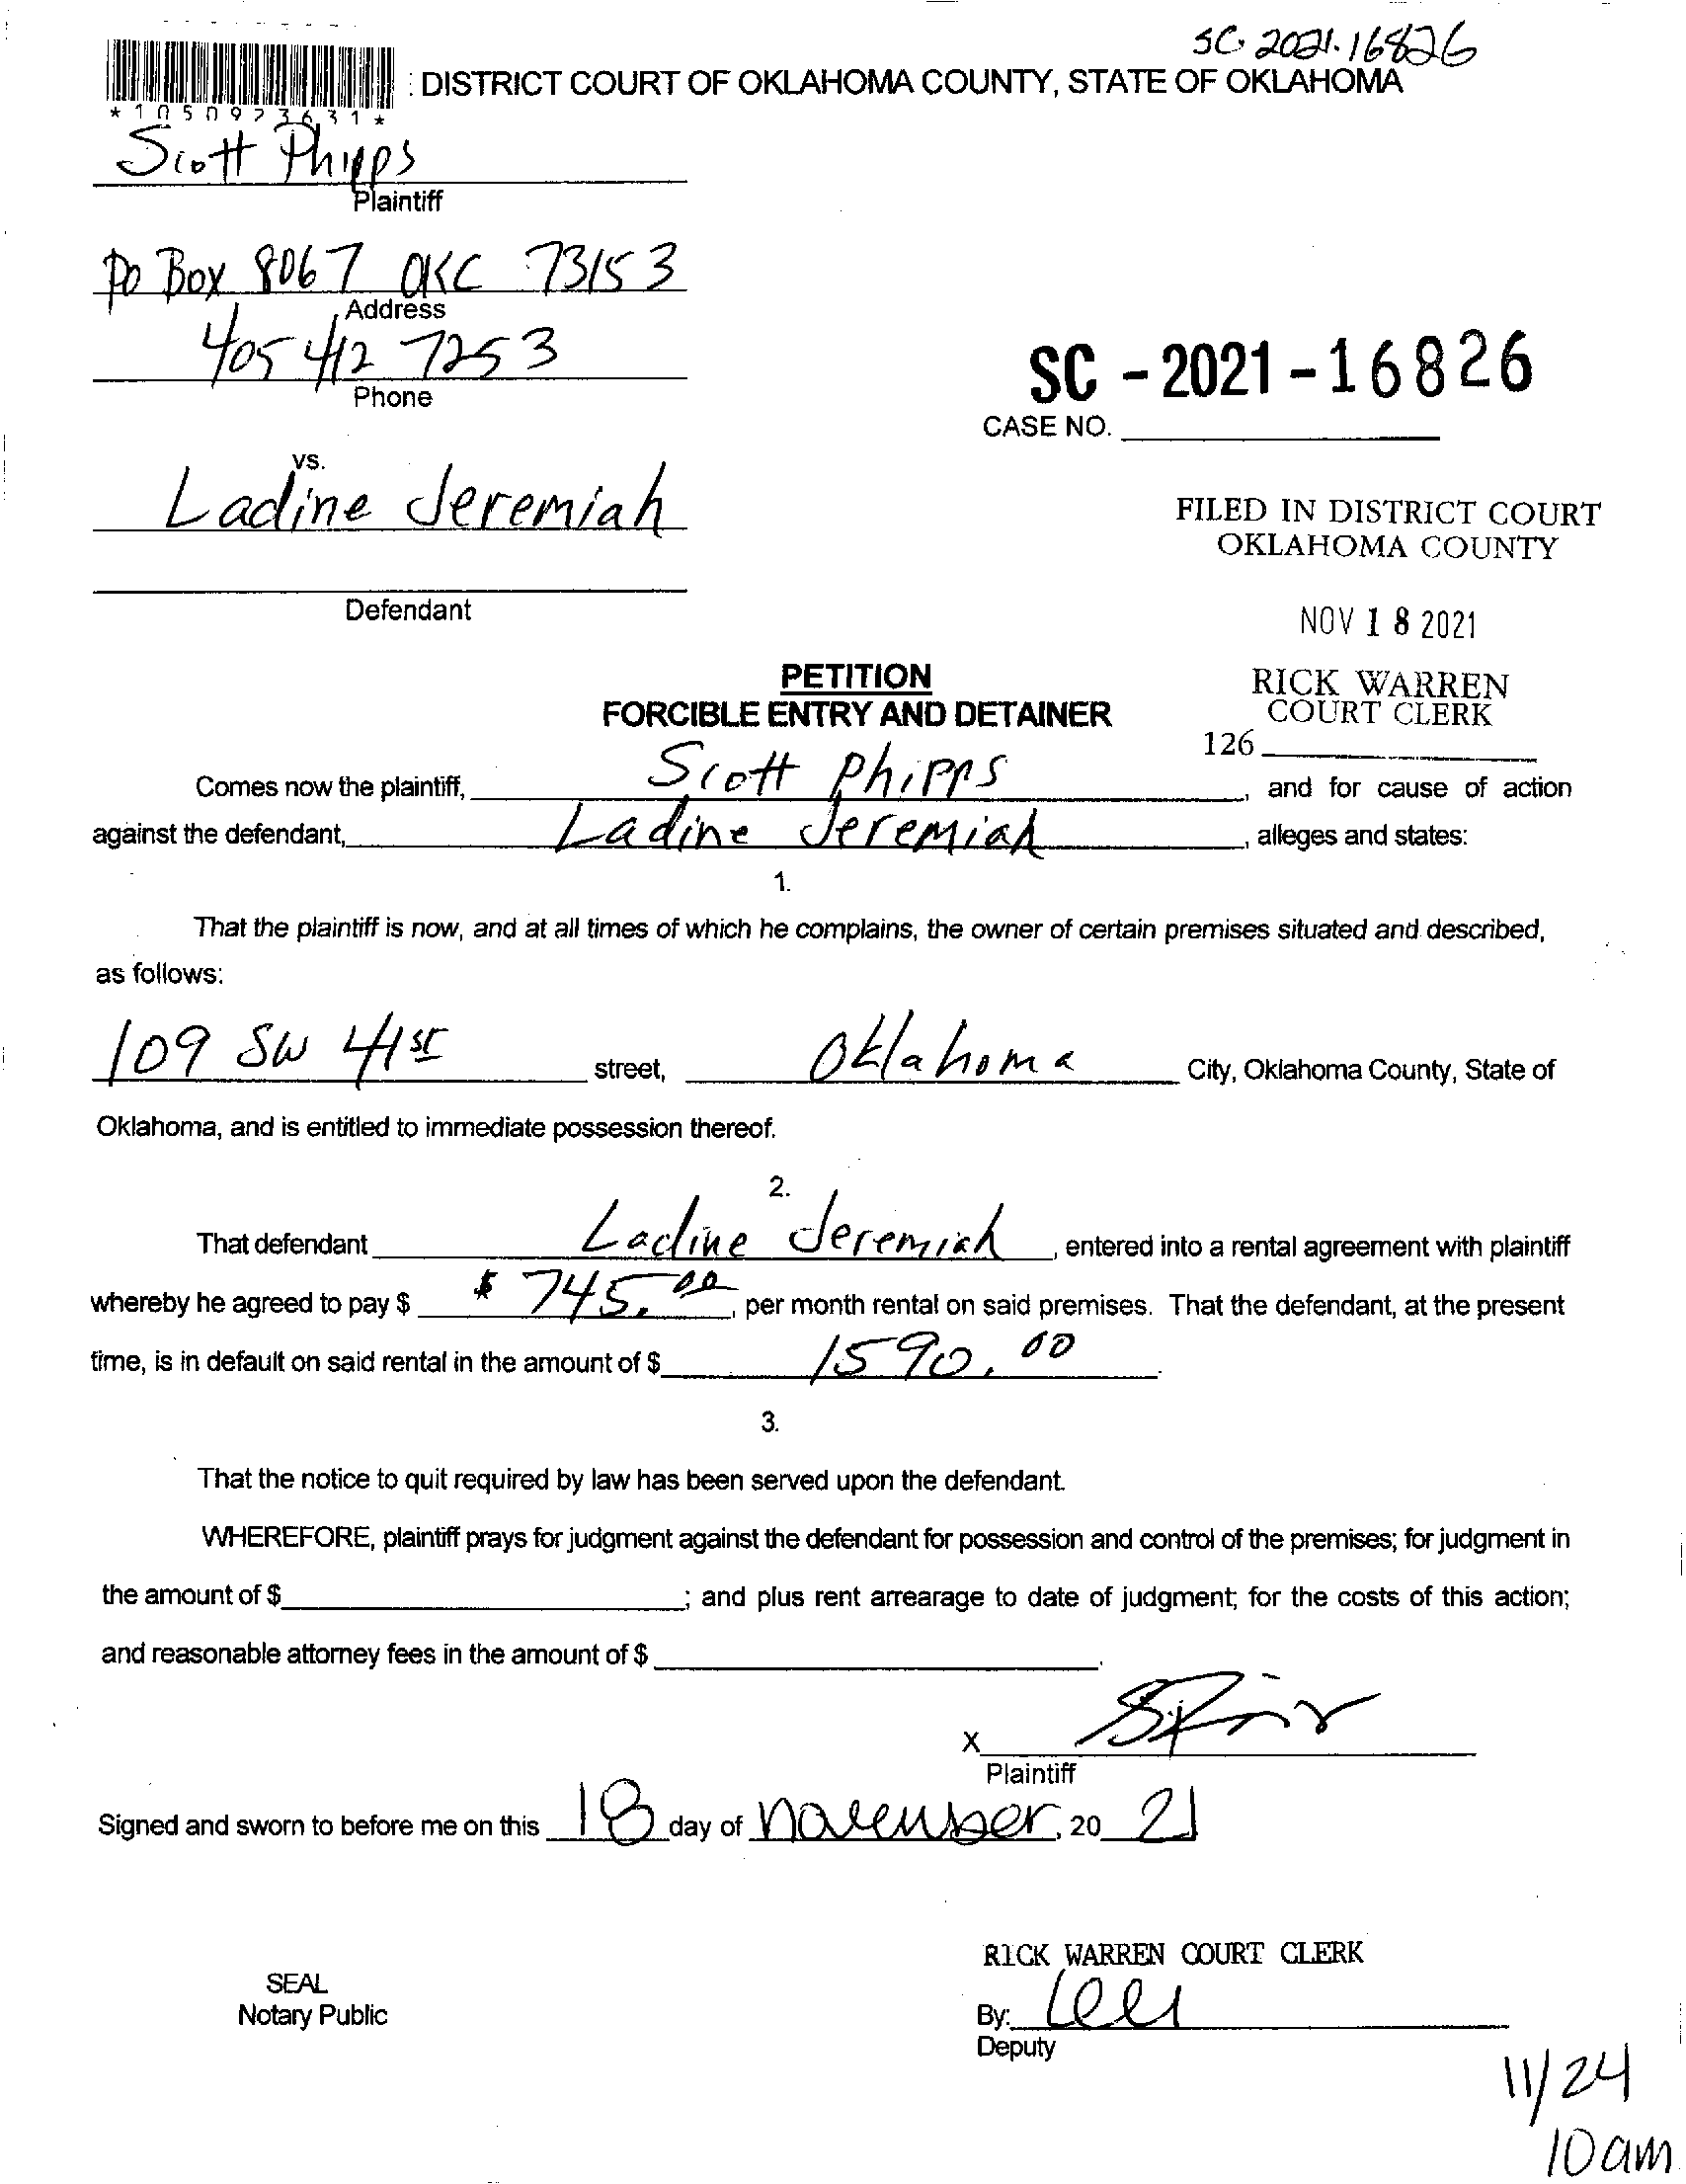 SC-2021-16826
: DISTRICT COURT OF OKLAHOMA COUNTY, STATE OF OKLAHOMA
* 1 0 5 0 9 2 3 6 3 1 *
Scott Phipps
Plaintiff
PO Box 8067 OKC 73153
Address
405 412 7253
Phone
SC - 2021 - 16826
CASE NO.
vs.
Ladine Jeremiah
FILED IN DISTRICT COURT
OKLAHOMA COUNTY
Defendant
NOV 18 2021
PETITION
FORCIBLE ENTRY AND DETAINER
RICK WARREN
COURT CLERK
126
Comes now the plaintiff, Scott Phipps, and for cause of action
against the defendant, Ladine Jeremiah, alleges and states:
1.
That the plaintiff is now, and at all times of which he complains, the owner of certain premises situated and described,
as follows:
109 SW 41st street, Oklahoma City, Oklahoma County, State of
Oklahoma, and is entitled to immediate possession thereof.
2.
That defendant Ladine Jeremiah, entered into a rental agreement with plaintiff
whereby he agreed to pay $ $ 745.00, per month rental on said premises. That the defendant, at the present
time, is in default on said rental in the amount of $ 1590.00.
3.
That the notice to quit required by law has been served upon the defendant.
WHEREFORE, plaintiff prays for judgment against the defendant for possession and control of the premises; for judgment in
the amount of $ ; and plus rent arrearage to date of judgment; for the costs of this action;
and reasonable attorney fees in the amount of $ .
X
Plaintiff
Signed and sworn to before me on this 18 day of november, 20 21
RICK WARREN COURT CLERK
SEAL
Notary Public
By:
Deputy
11/24
10am